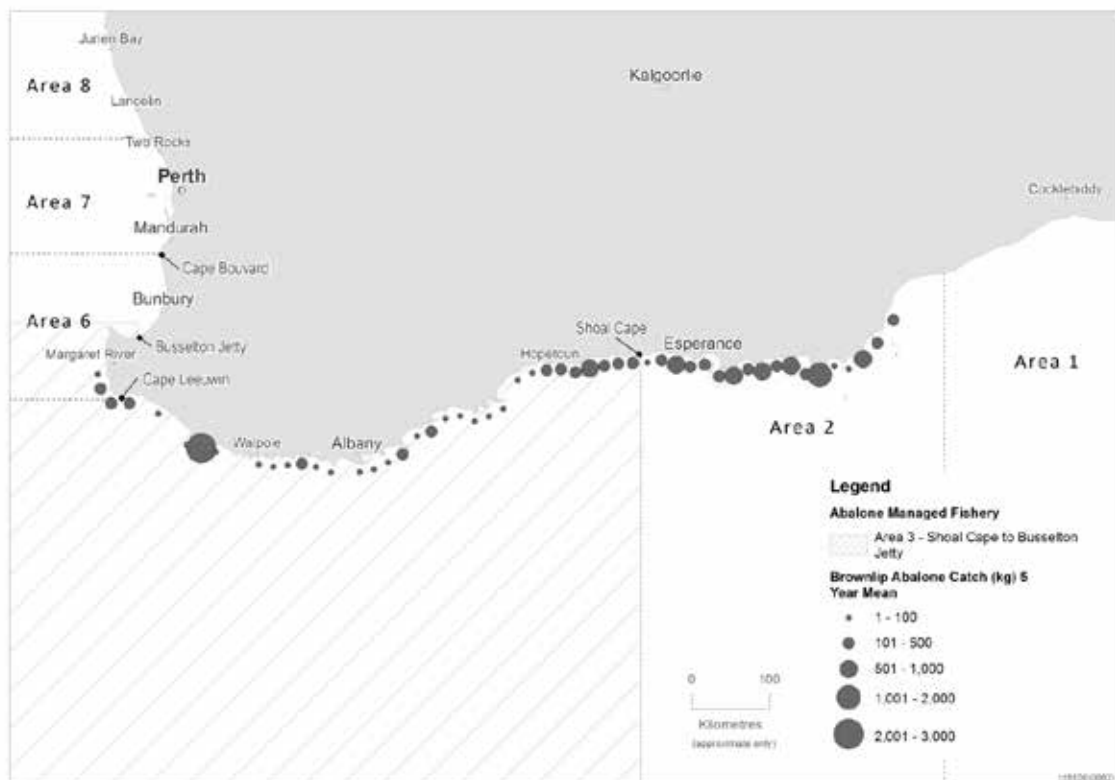 Jurien Bay
Area 8
Kalgoorlie
Lancelin
Two Rocks
Perth
Area 7
Cocklebiddy
Mandurah
Cape Bouvard
Bunbury
Area 6
Shoal Cape
Esperance
Busselton Jetty
Margaret River
Hopetoun
Area 1
Cape Leeuwin
Area 2
Walpole
Albany
Legend
Abalone Managed Fishery
Area 3 - Shoal Cape to Busselton
Jetty
Brownlip Abalone Catch (kg) 5
Year Mean
1 - 100
101 - 500
501 - 1,000
1,001 - 2,000
2,001 - 3,000
0 100
Kilometres
(approximate only)